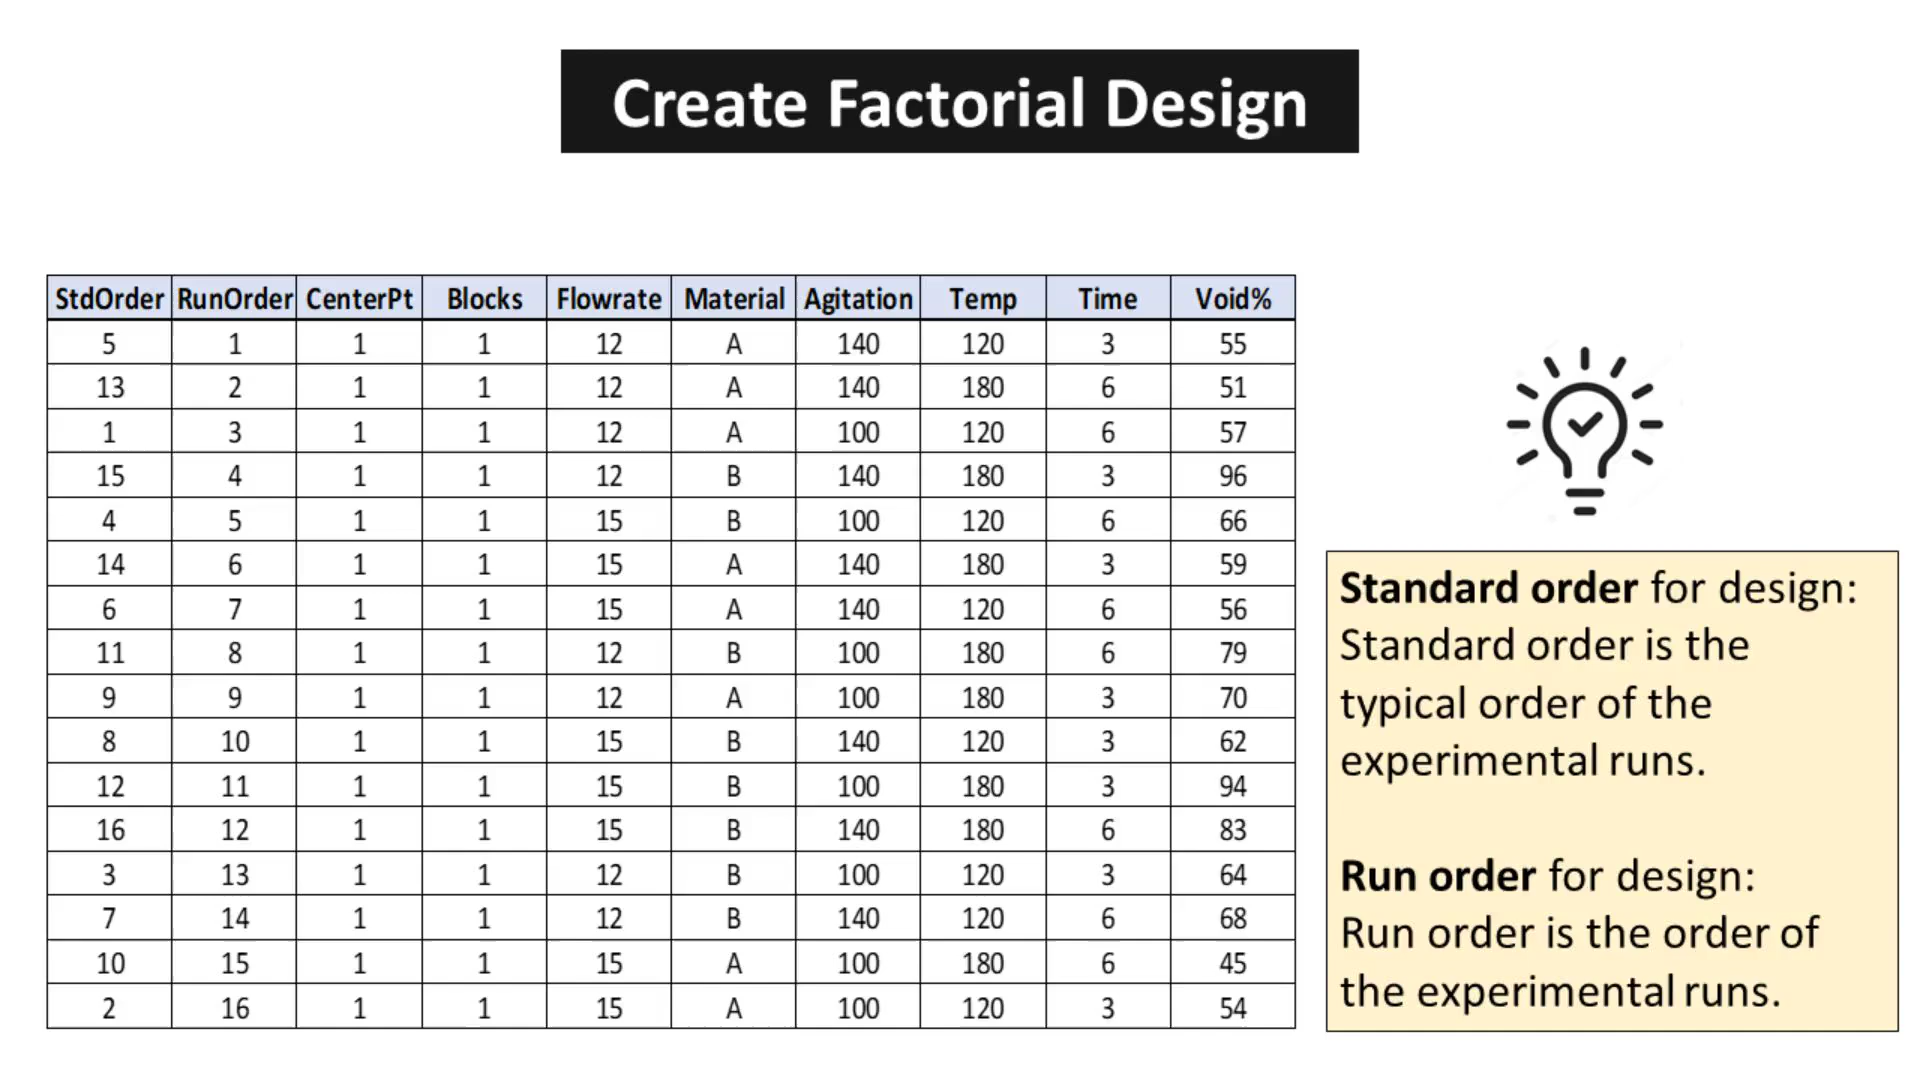 Create Factorial Design
StdOrder RunOrder CenterPt Blocks Flowrate Material Agitation Temp Time Void%
5 1 1 1 12 A 140 120 3 55
13 2 1 1 12 A 140 180 6 51
1 3 1 1 12 A 100 120 6 57
15 4 1 1 12 B 140 180 3 96
4 5 1 1 15 B 100 120 6 66
14 6 1 1 15 A 140 180 3 59
6 7 1 1 15 A 140 120 6 56
11 8 1 1 12 B 100 180 6 79
9 9 1 1 12 A 100 180 3 70
8 10 1 1 15 B 140 120 3 62
12 11 1 1 15 B 100 180 3 94
16 12 1 1 15 B 140 180 6 83
3 13 1 1 12 B 100 120 3 64
7 14 1 1 12 B 140 120 6 68
10 15 1 1 15 A 100 180 6 45
2 16 1 1 15 A 100 120 3 54
Standard order for design:
Standard order is the
typical order of the
experimental runs.
Run order for design:
Run order is the order of
the experimental runs.